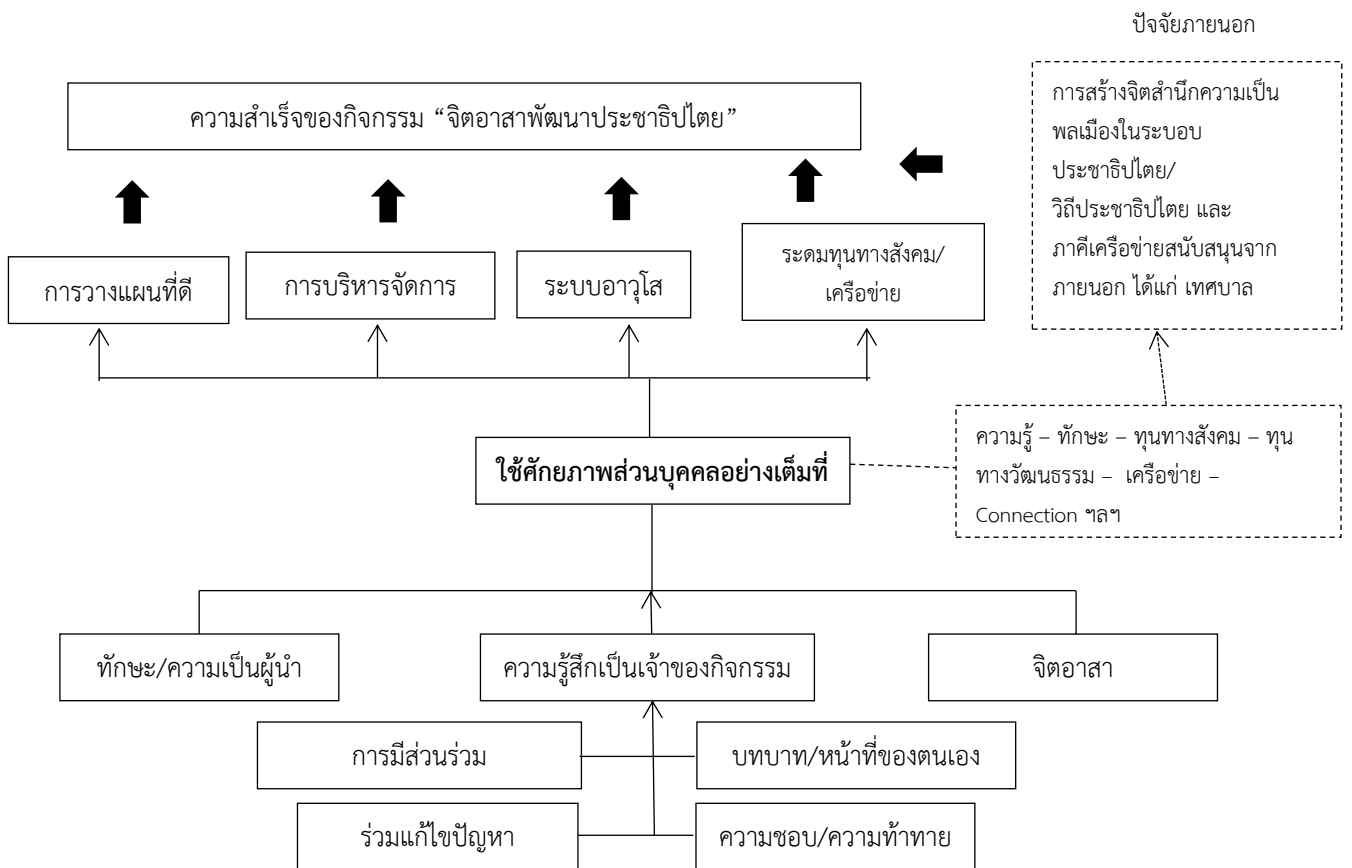 ปัจจัยภายนอก
ความสำเร็จของกิจกรรม “จิตอาสาพัฒนาประชาธิปไตย”
การสร้างจิตสำนึกความเป็น
พลเมืองในระบอบ
ประชาธิปไตย/
วิถีประชาธิปไตย และ
ภาคีเครือข่ายสนับสนุนจาก
ภายนอก ได้แก่ เทศบาล
การวางแผนที่ดี
การบริหารจัดการ
ระบบอาวุโส
ระดมทุนทางสังคม/
เครือข่าย
ใช้ศักยภาพส่วนบุคคลอย่างเต็มที่
ความรู้ – ทักษะ – ทุนทางสังคม – ทุน
ทางวัฒนธรรม – เครือข่าย –
Connection ฯลฯ
ทักษะ/ความเป็นผู้นำ
ความรู้สึกเป็นเจ้าของกิจกรรม
จิตอาสา
การมีส่วนร่วม
บทบาท/หน้าที่ของตนเอง
ร่วมแก้ไขปัญหา
ความชอบ/ความท้าทาย